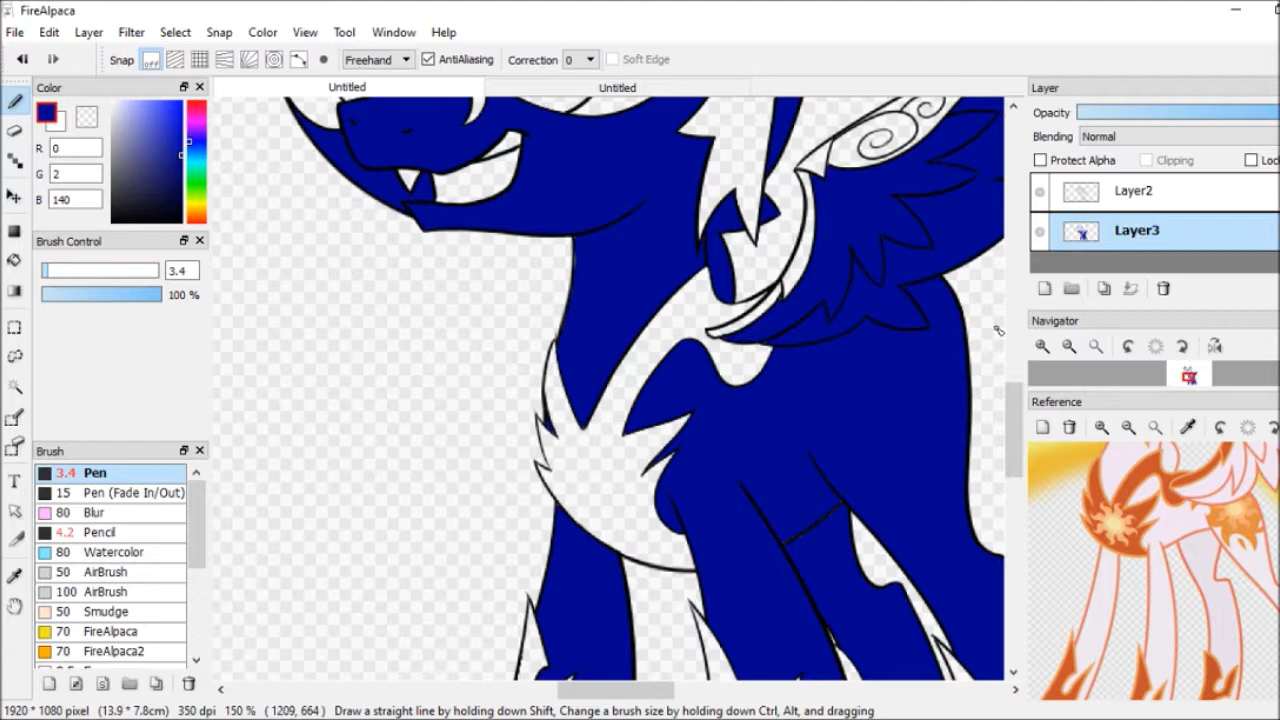 FireAlpaca
File Edit Layer Filter Select Snap Color View Tool Window Help
Snap off Freehand AntiAliasing Correction 0 Soft Edge
Color
Untitled
Untitled
Layer
R 0
G 2
B 140
Opacity
Blending Normal
Protect Alpha Clipping Loc
Layer2
Layer3
Brush Control
3.4
100 %
Navigator
Reference
Brush
3.4 Pen
15 Pen (Fade In/Out)
80 Blur
4.2 Pencil
80 Watercolor
50 AirBrush
100 AirBrush
50 Smudge
70 FireAlpaca
70 FireAlpaca2
1920 * 1080 pixel (13.9 * 7.8cm) 350 dpi 150 % ( 1209, 664 ) Draw a straight line by holding down Shift, Change a brush size by holding down Ctrl, Alt, and dragging